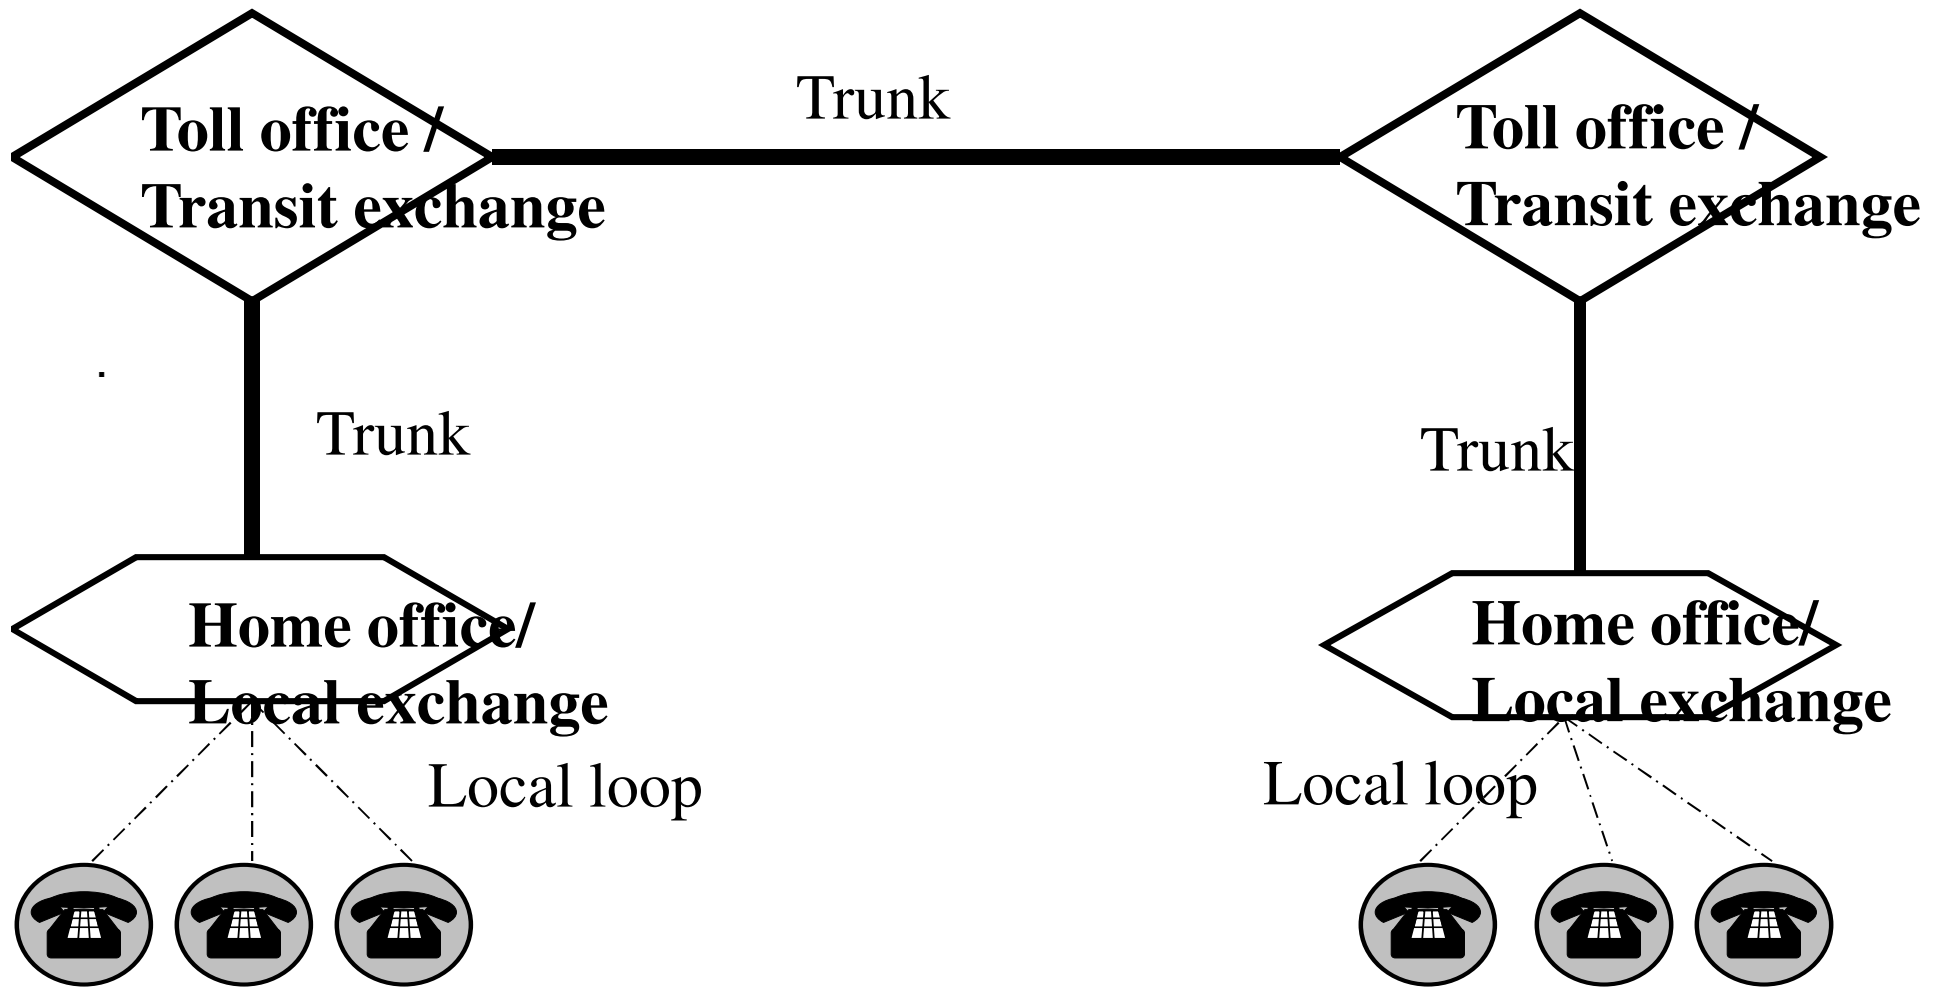 Trunk
Toll office /
Transit exchange
Toll office /
Transit exchange
Trunk
Trunk
Home office/
Local exchange
Home office/
Local exchange
Local loop
Local loop